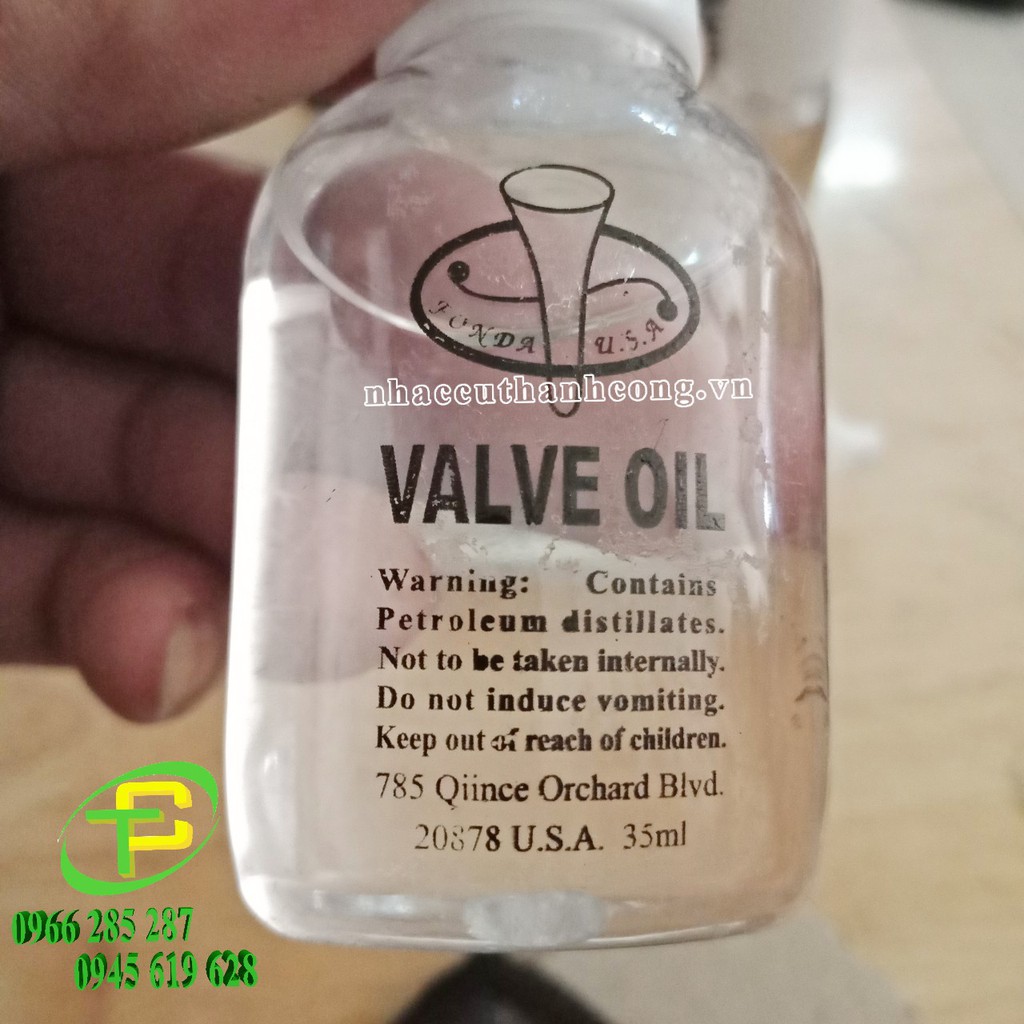 JONDA U.S.A
nhaccuthanhcong.vn
VALVE OIL
Warning: Contains
Petroleum distillates.
Not to be taken internally.
Do not induce vomiting.
Keep out of reach of children.
785 Qiince Orchard Blvd.
20878 U.S.A. 35ml
TC
0966 285 287
0945 619 628